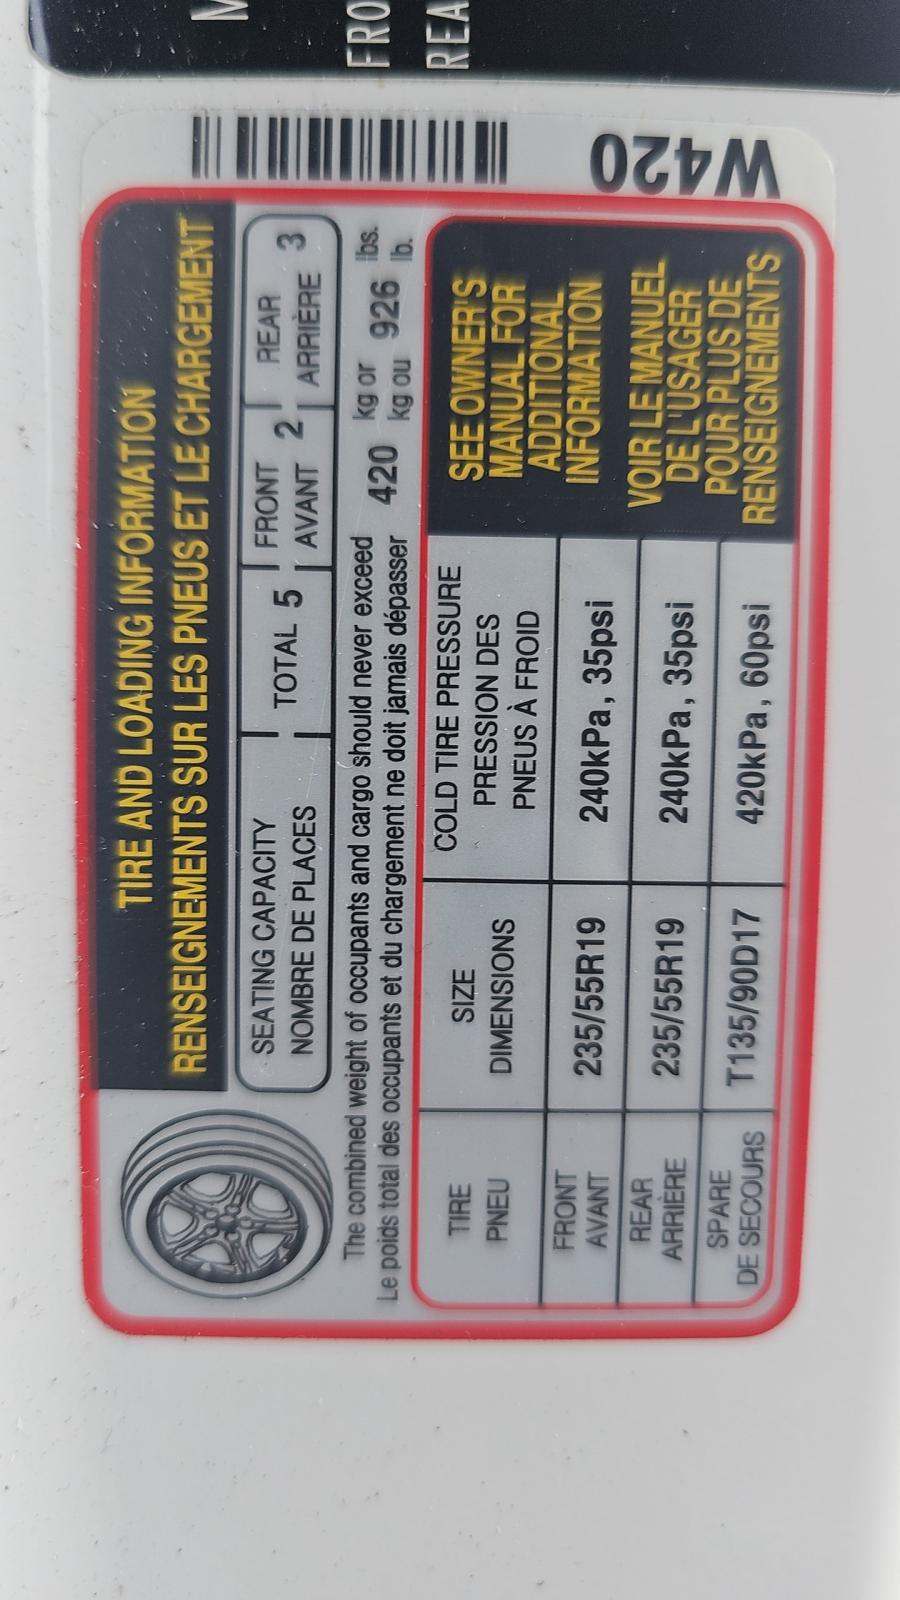 M
FRO
REA
W420
TIRE AND LOADING INFORMATION
RENSEIGNEMENTS SUR LES PNEUS ET LE CHARGEMENT
SEATING CAPACITY
NOMBRE DE PLACES
TOTAL 5
FRONT
AVANT 2
REAR
ARRIÈRE 3
The combined weight of occupants and cargo should never exceed 420 kg or 926 lbs.
Le poids total des occupants et du chargement ne doit jamais dépasser kg ou lb.
TIRE
PNEU
SIZE
DIMENSIONS
COLD TIRE PRESSURE
PRESSION DES
PNEUS À FROID
FRONT
AVANT
235/55R19
240kPa, 35psi
REAR
ARRIÈRE
235/55R19
240kPa, 35psi
SPARE
DE SECOURS
T135/90D17
420kPa, 60psi
SEE OWNER'S
MANUAL FOR
ADDITIONAL
INFORMATION
VOIR LE MANUEL
DE L'USAGER
POUR PLUS DE
RENSEIGNEMENTS